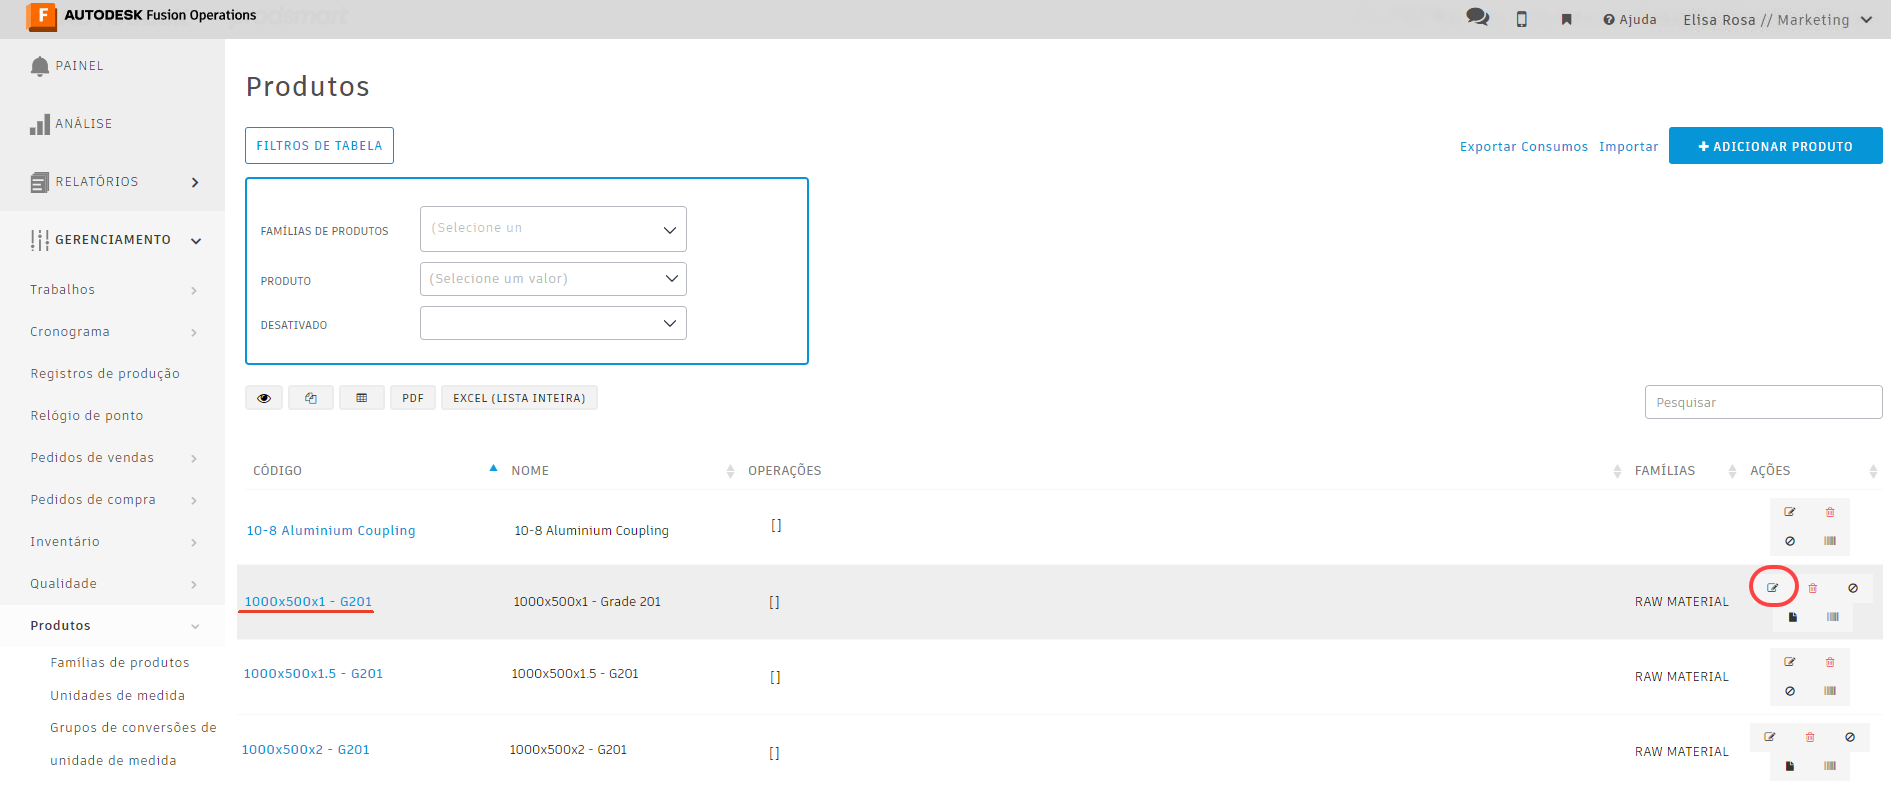 F AUTODESK Fusion Operations
Ajuda
Elisa Rosa // Marketing
PAINEL
ANÁLISE
RELATÓRIOS
GERENCIAMENTO
Trabalhos
Cronograma
Registros de produção
Relógio de ponto
Pedidos de vendas
Pedidos de compra
Inventário
Qualidade
Produtos
Famílias de produtos
Unidades de medida
Grupos de conversões de
unidade de medida
Produtos
FILTROS DE TABELA
Exportar Consumos
Importar
ADICIONAR PRODUTO
FAMÍLIAS DE PRODUTOS
(Selecione un
PRODUTO
(Selecione um valor)
DESATIVADO
PDF
EXCEL (LISTA INTEIRA)
Pesquisar
CÓDIGO NOME OPERAÇÕES FAMÍLIAS AÇÕES
10-8 Aluminium Coupling 10-8 Aluminium Coupling []
1000x500x1 - G201 1000x500x1 - Grade 201 [] RAW MATERIAL
1000x500x1.5 - G201 1000x500x1.5 - G201 [] RAW MATERIAL
1000x500x2 - G201 1000x500x2 - G201 [] RAW MATERIAL